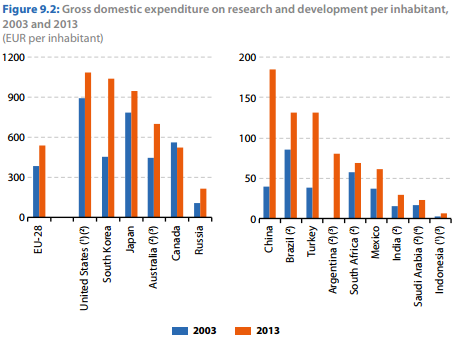 Figure 9.2: Gross domestic expenditure on research and development per inhabitant,
2003 and 2013
(EUR per inhabitant)
1200
900
600
300
0
EU-28
United States (¹)(²)
South Korea
Japan
Australia (²)(³)
Canada
Russia
200
150
100
50
0
China
Brazil (²)
Turkey
Argentina (²)(³)
South Africa (²)
Mexico
India (²)
Saudi Arabia (²)(⁴)
Indonesia (¹)(³)
2003
2013